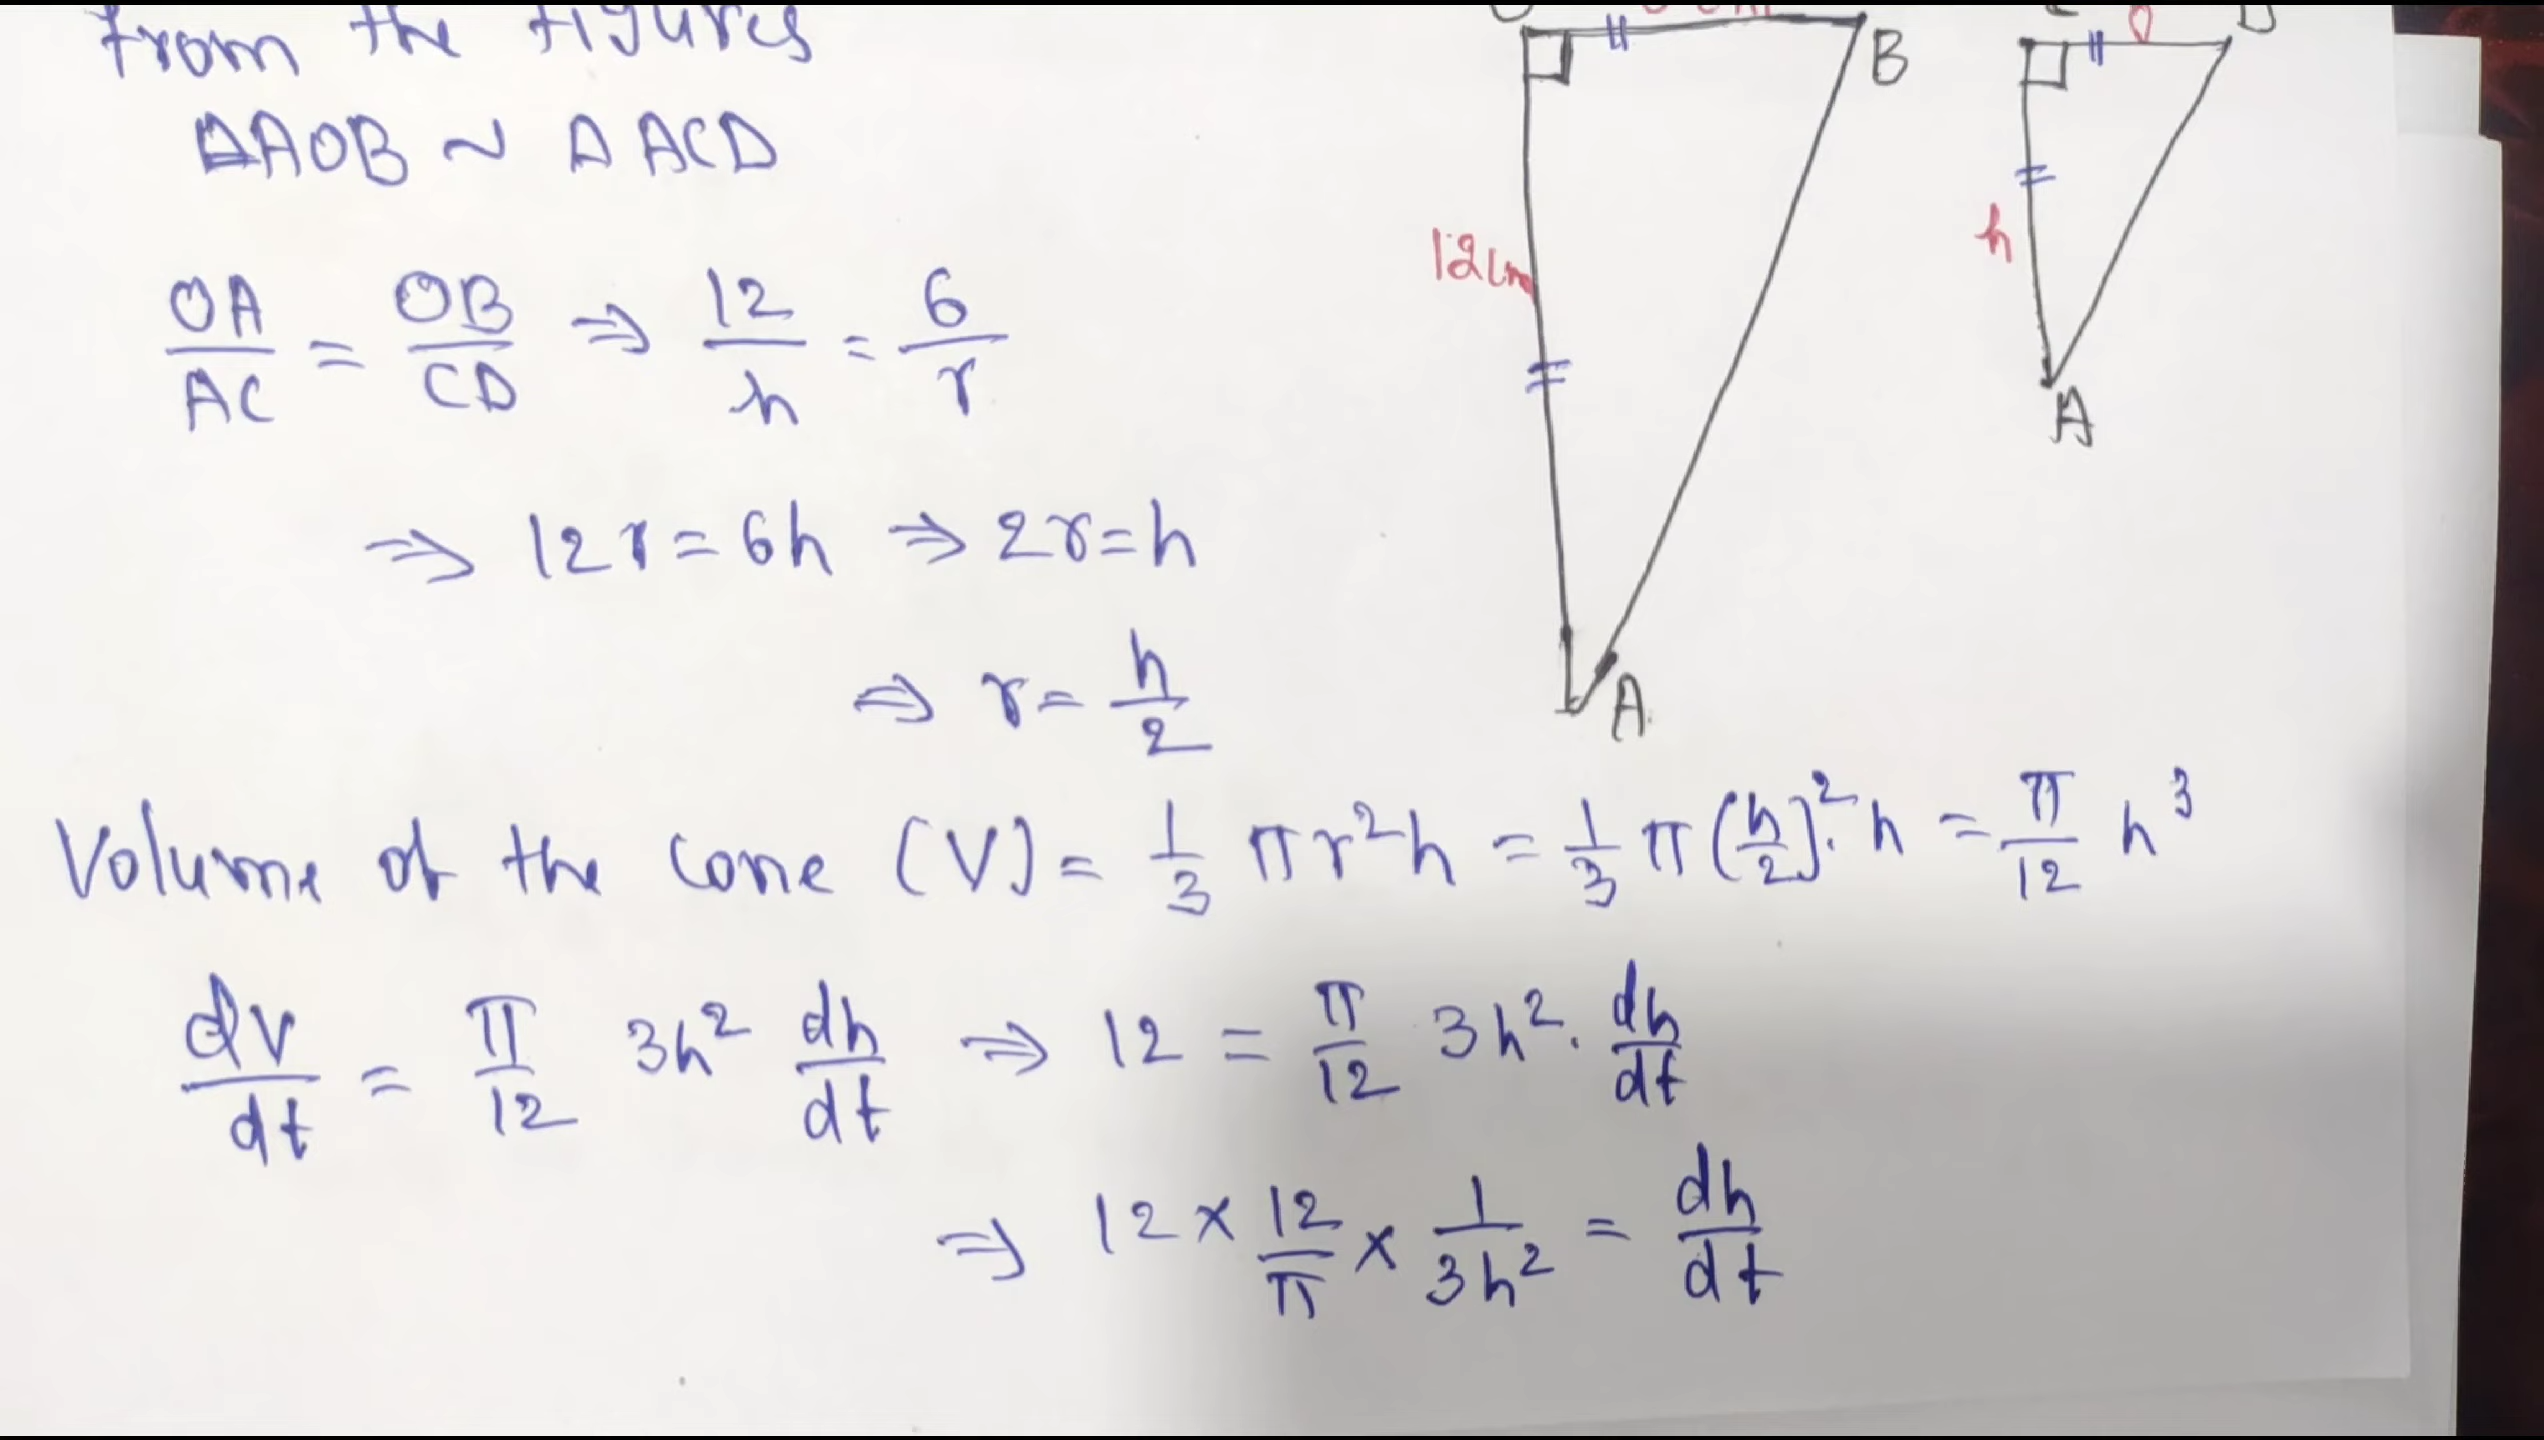 From the figures
ΔAOB ~ Δ ACD
OA/AC = OB/CD ⇒ 12/h = 6/r
⇒ 12r = 6h ⇒ 2r = h
⇒ r = h/2
Volume of the cone (V) = 1/3 πr²h = 1/3 π(h/2)².h = π/12 h³
dV/dt = π/12 3h² dh/dt ⇒ 12 = π/12 3h². dh/dt
⇒ 12 × 12/π × 1/3h² = dh/dt
B
12cm
A
h
A